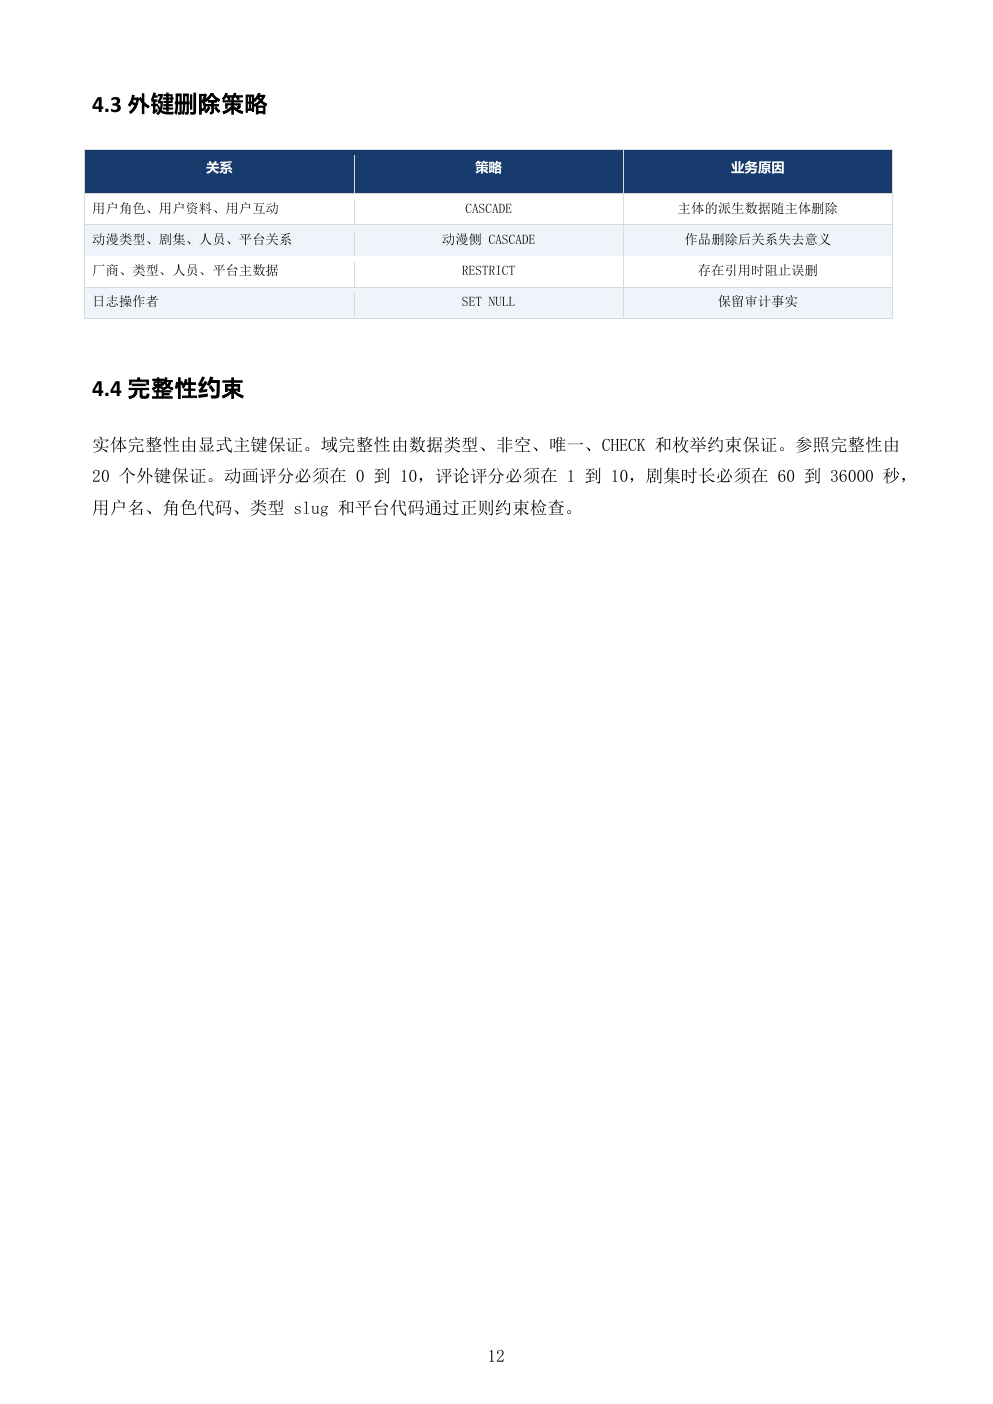 4.3 外键删除策略
关系 策略 业务原因
用户角色、用户资料、用户互动 CASCADE 主体的派生数据随主体删除
动漫类型、剧集、人员、平台关系 动漫侧 CASCADE 作品删除后关系失去意义
厂商、类型、人员、平台主数据 RESTRICT 存在引用时阻止误删
日志操作者 SET NULL 保留审计事实
4.4 完整性约束
实体完整性由显式主键保证。域完整性由数据类型、非空、唯一、CHECK 和枚举约束保证。参照完整性由
20 个外键保证。动画评分必须在 0 到 10，评论评分必须在 1 到 10，剧集时长必须在 60 到 36000 秒，
用户名、角色代码、类型 slug 和平台代码通过正则约束检查。
12